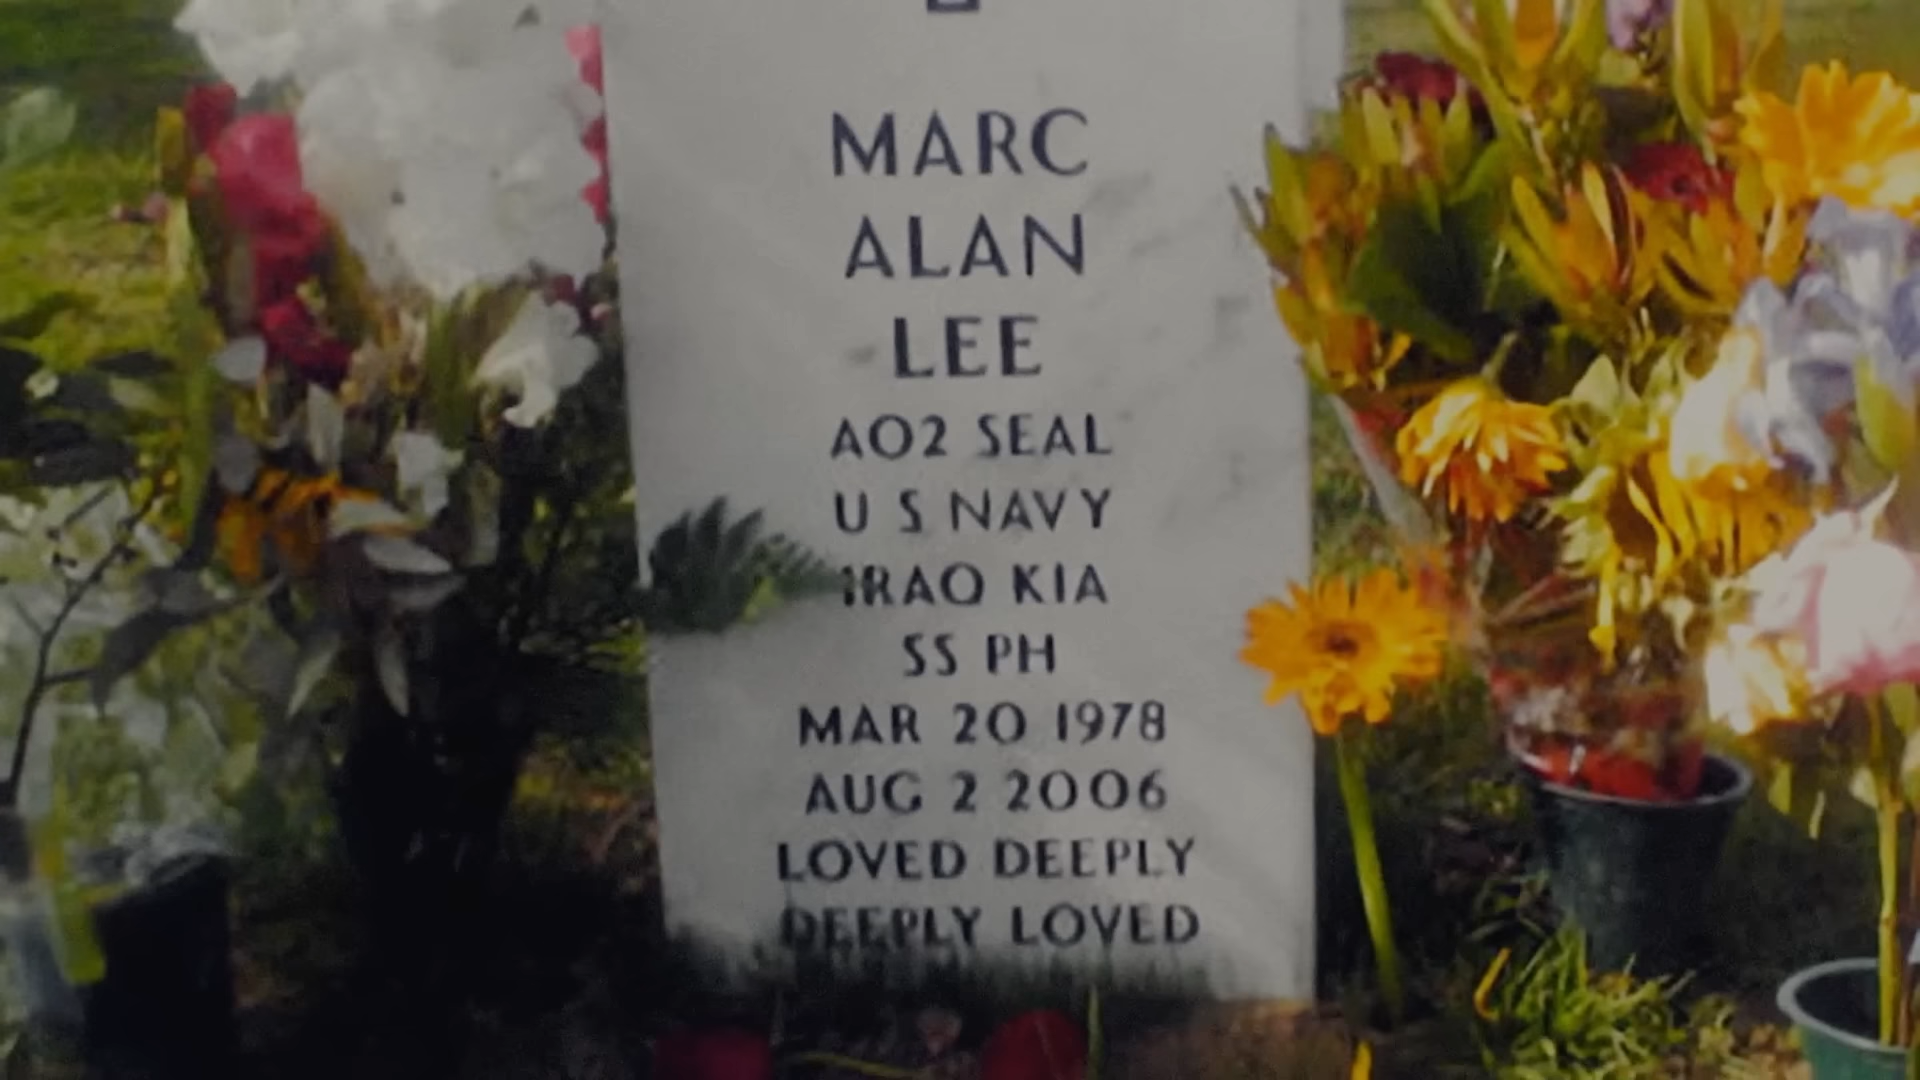 MARC
ALAN
LEE
AO2 SEAL
U S NAVY
IRAQ KIA
SS PH
MAR 20 1978
AUG 2 2006
LOVED DEEPLY
DEEPLY LOVED